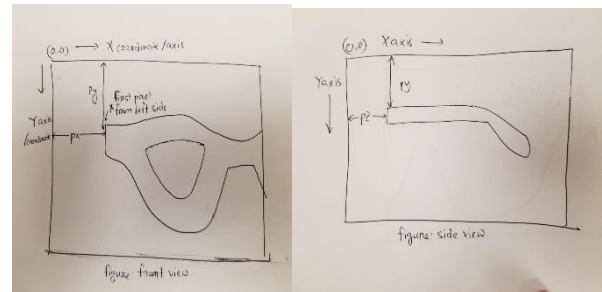 (0,0) → X coordinate/axis
Py
first pixel
from left side
Y axis
/coordinate
px
figure: front view
(0,0) X axis →
Y axis
py
pz
figure: side view